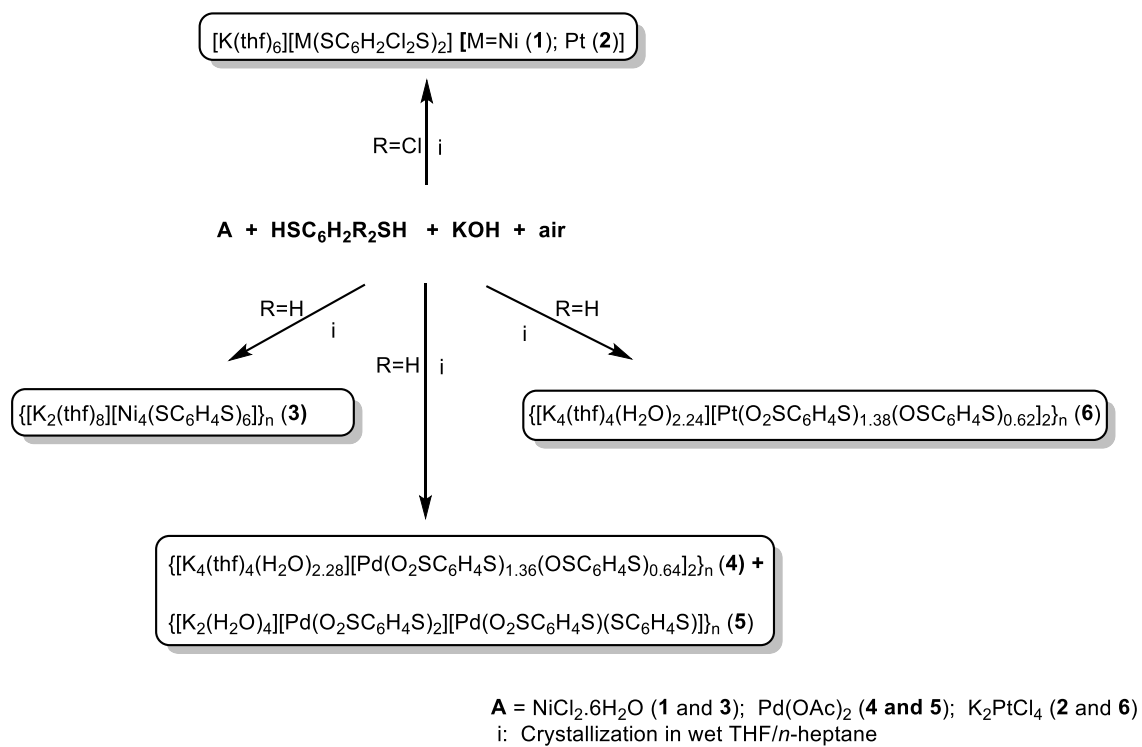 [K(thf)₆][M(SC₆H₂Cl₂S)₂] [M=Ni (1); Pt (2)]
R=Cl i
A + HSC₆H₂R₂SH + KOH + air
R=H i
R=H i
R=H i
{[K₂(thf)₈][Ni₄(SC₆H₄S)₆]}ₙ (3)
{[K₄(thf)₄(H₂O)₂.₂₄][Pt(O₂SC₆H₄S)₁.₃₈(OSC₆H₄S)₀.₆₂]₂}ₙ (6)
{[K₄(thf)₄(H₂O)₂.₂₈][Pd(O₂SC₆H₄S)₁.₃₆(OSC₆H₄S)₀.₆₄]₂}ₙ (4) +
{[K₂(H₂O)₄][Pd(O₂SC₆H₄S)₂][Pd(O₂SC₆H₄S)(SC₆H₄S)]}ₙ (5)
A = NiCl₂.6H₂O (1 and 3); Pd(OAc)₂ (4 and 5); K₂PtCl₄ (2 and 6)
i: Crystallization in wet THF/n-heptane